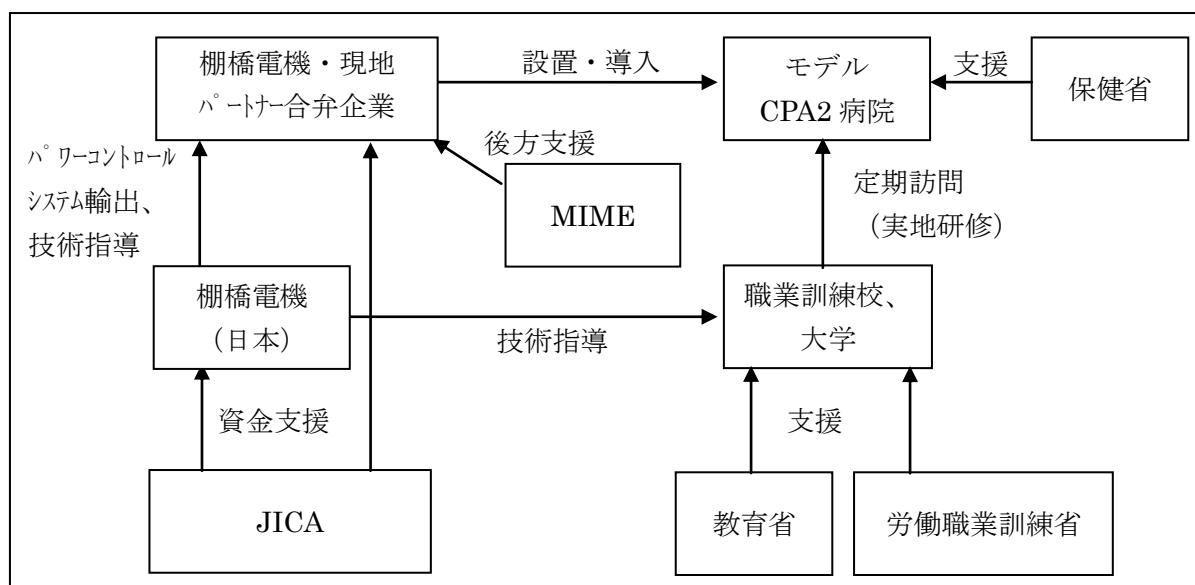 棚橋電機・現地
パートナー合弁企業
設置・導入
モデル
CPA2 病院
支援
保健省
パワーコントロール
システム輸出、
技術指導
後方支援
MIME
定期訪問
（実地研修）
棚橋電機
（日本）
技術指導
職業訓練校、
大学
資金支援
支援
JICA
教育省
労働職業訓練省